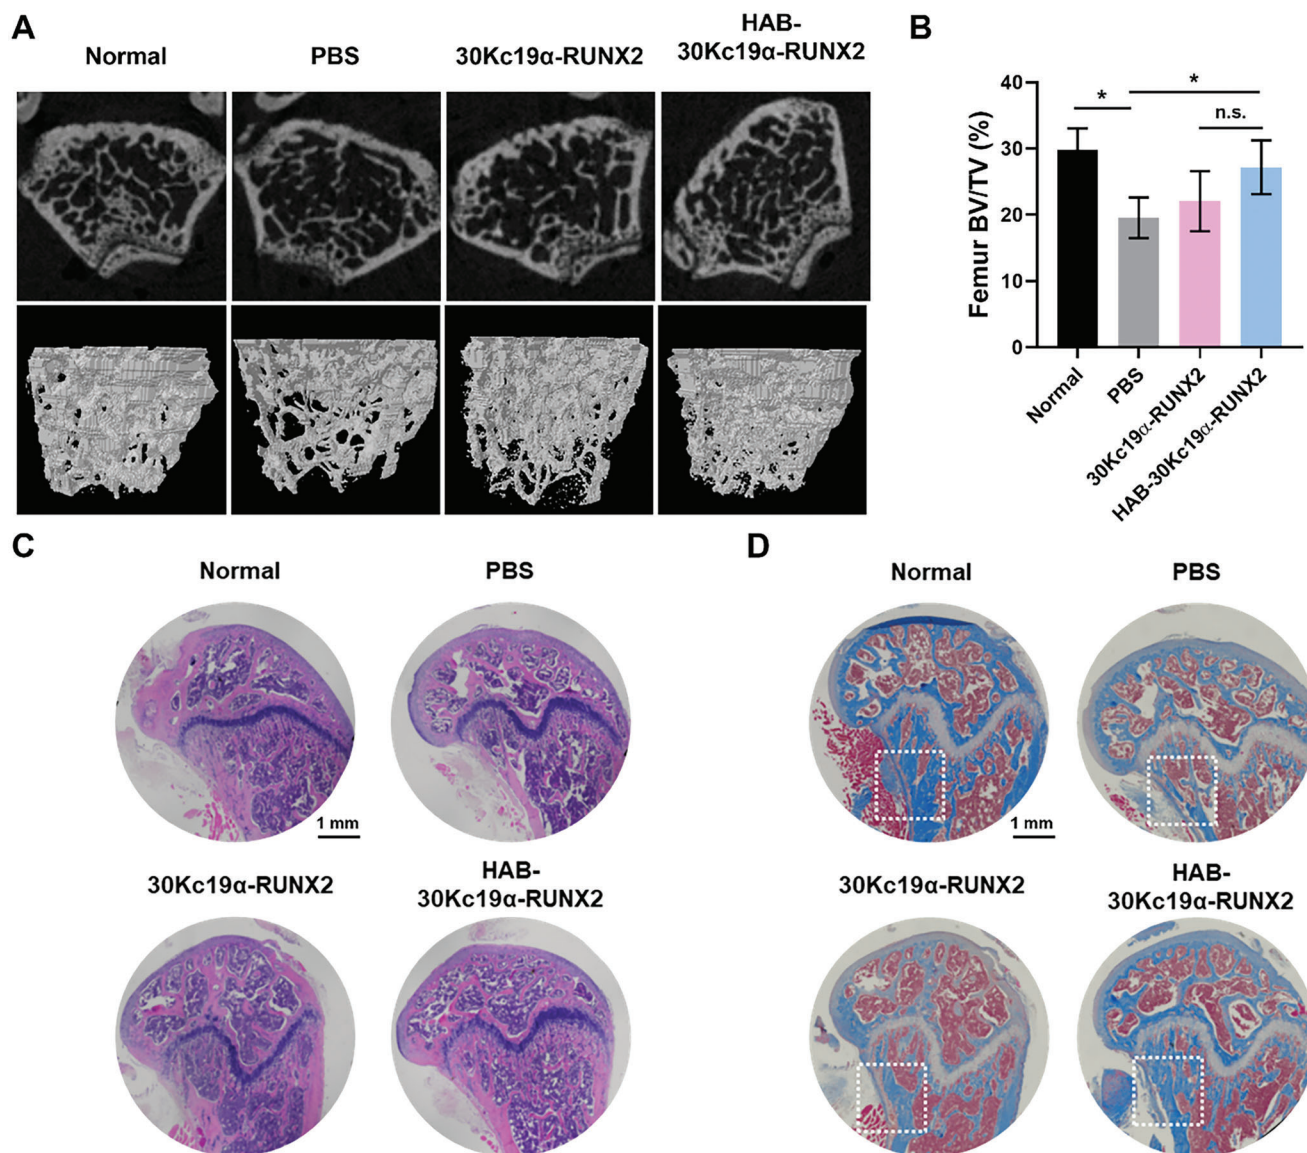 A
Normal
PBS
30Kc19α-RUNX2
HAB-
30Kc19α-RUNX2
B
Femur BV/TV (%)
40
30
20
10
0
*
*
n.s.
Normal
PBS
30Kc19α-RUNX2
HAB-30Kc19α-RUNX2
C
Normal
PBS
1 mm
30Kc19α-RUNX2
HAB-
30Kc19α-RUNX2
D
Normal
PBS
1 mm
30Kc19α-RUNX2
HAB-
30Kc19α-RUNX2